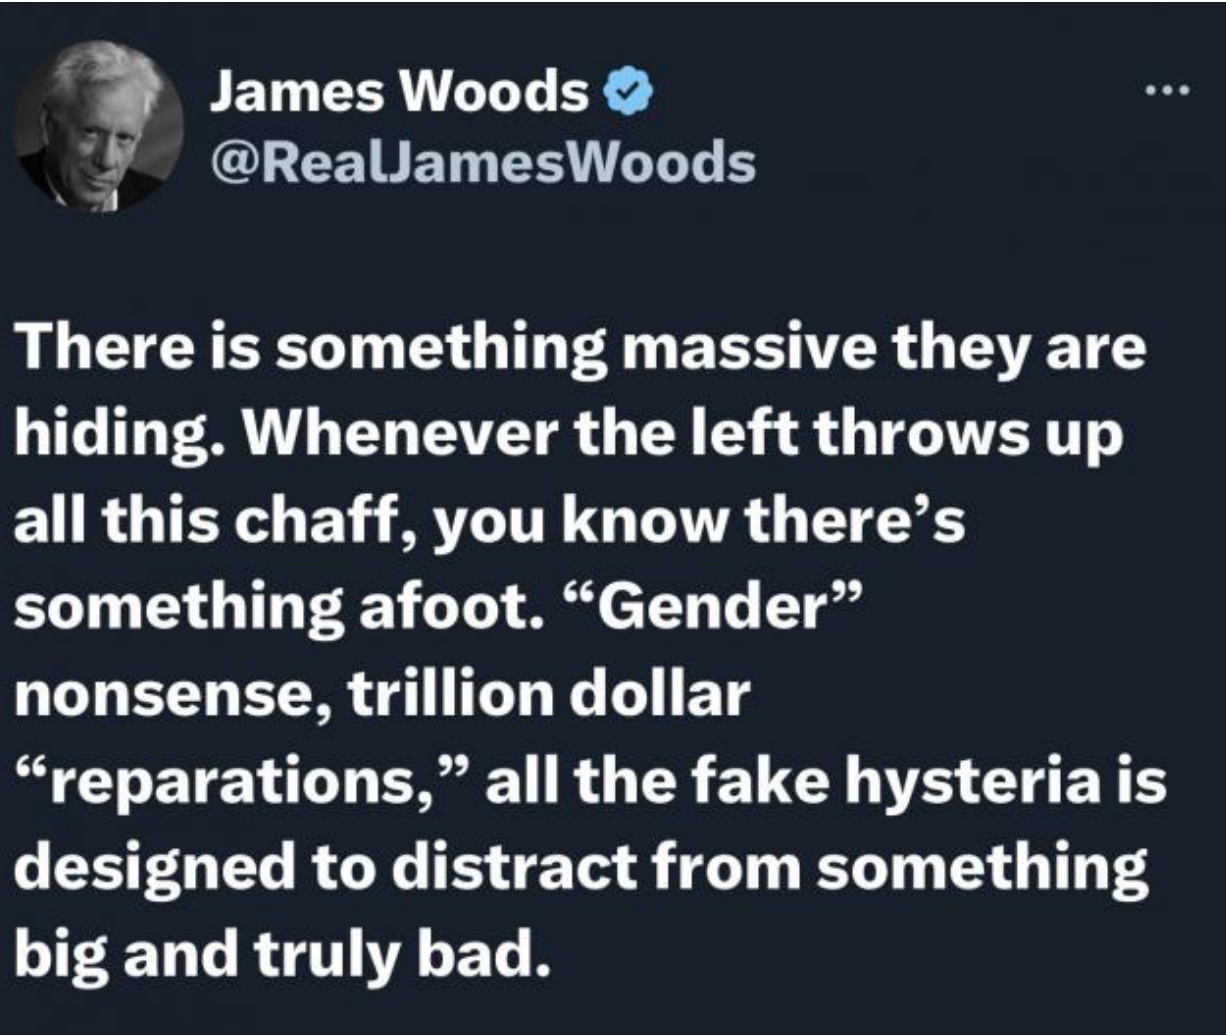 James Woods
@RealJamesWoods
There is something massive they are
hiding. Whenever the left throws up
all this chaff, you know there’s
something afoot. “Gender”
nonsense, trillion dollar
“reparations,” all the fake hysteria is
designed to distract from something
big and truly bad.